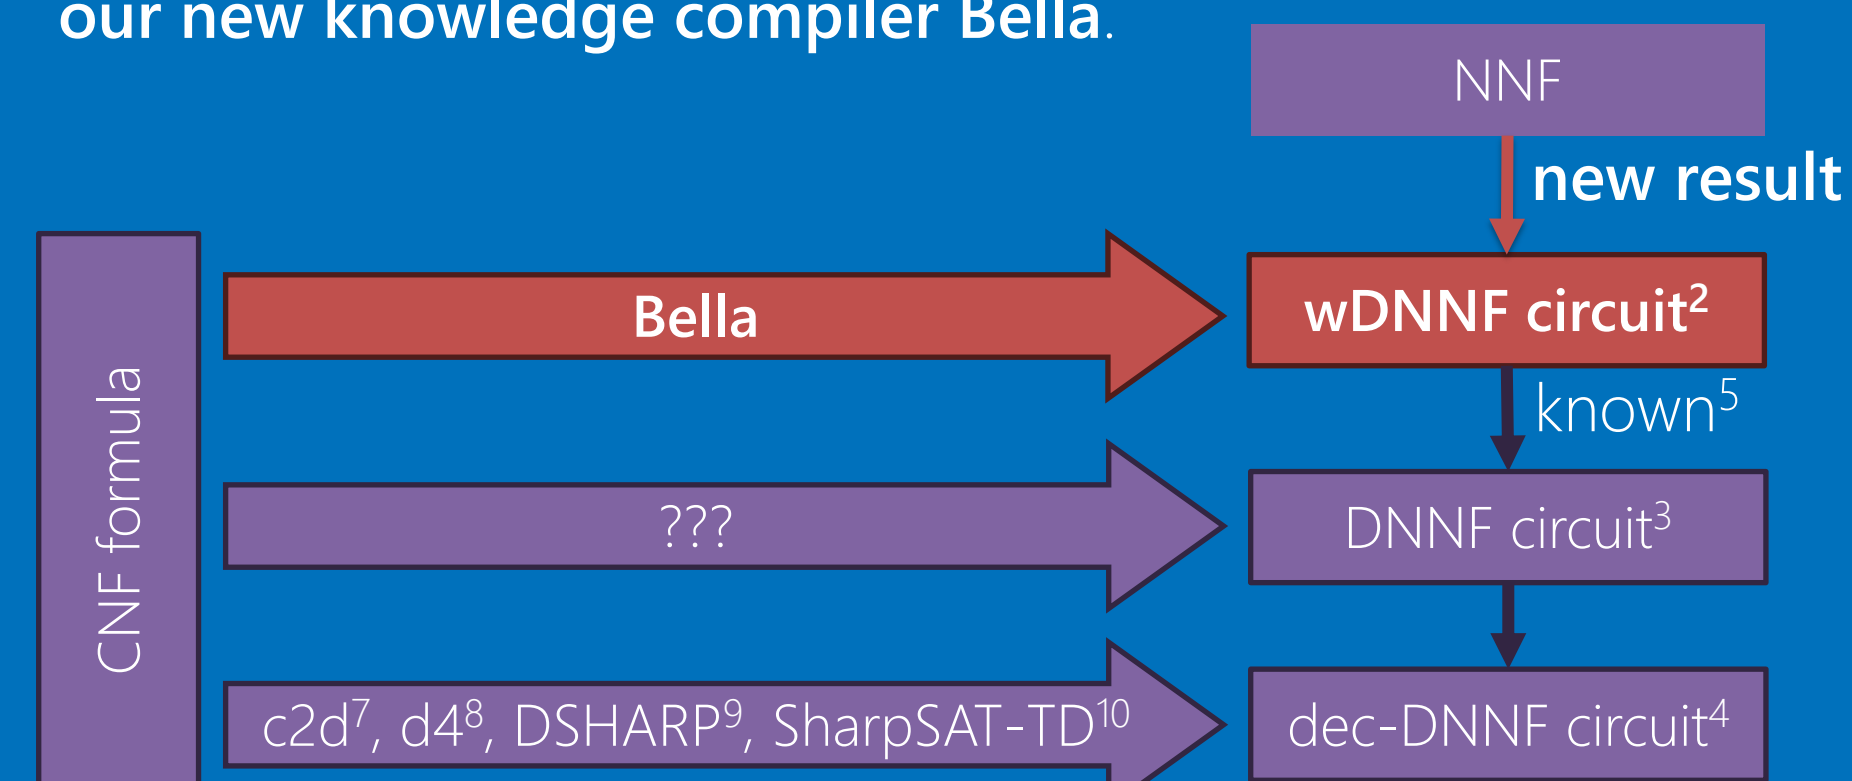 our new knowledge compiler Bella.
NNF
new result
CNF formula
Bella
wDNNF circuit²
known⁵
???
DNNF circuit³
c2d⁷, d4⁸, DSHARP⁹, SharpSAT-TD¹⁰
dec-DNNF circuit⁴